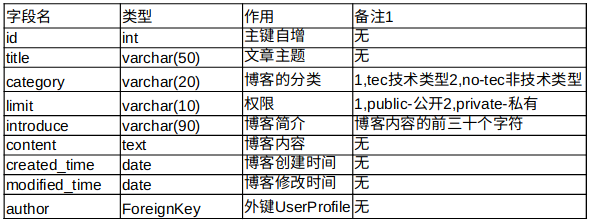 字段名 类型 作用 备注1
id int 主键自增 无
title varchar(50) 文章主题 无
category varchar(20) 博客的分类 1,tec技术类型2,no-tec非技术类型
limit varchar(10) 权限 1,public-公开2,private-私有
introduce varchar(90) 博客简介 博客内容的前三十个字符
content text 博客内容 无
created_time date 博客创建时间 无
modified_time date 博客修改时间 无
author ForeignKey 外键UserProfile 无